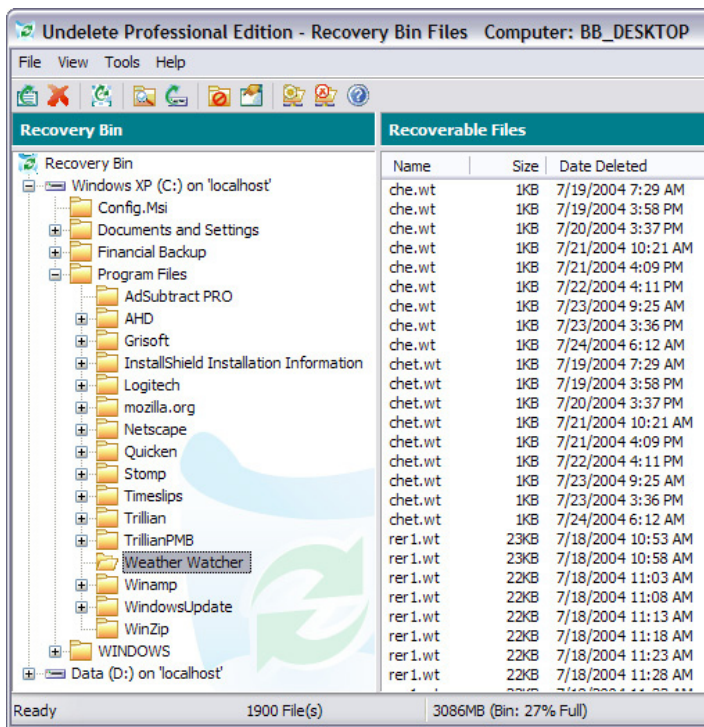 Undelete Professional Edition - Recovery Bin Files Computer: BB_DESKTOP
File View Tools Help
Recovery Bin
Recovery Bin
Windows XP (C:) on 'localhost'
Config.Msi
Documents and Settings
Financial Backup
Program Files
AdSubtract PRO
AHD
Grisoft
InstallShield Installation Information
Logitech
mozilla.org
Netscape
Quicken
Stomp
Timeslips
Trillian
TrillianPMB
Weather Watcher
Winamp
WindowsUpdate
WinZip
WINDOWS
Data (D:) on 'localhost'
Recoverable Files
Name Size Date Deleted
che.wt 1KB 7/19/2004 7:29 AM
che.wt 1KB 7/19/2004 3:58 PM
che.wt 1KB 7/20/2004 3:37 PM
che.wt 1KB 7/21/2004 10:21 AM
che.wt 1KB 7/21/2004 4:09 PM
che.wt 1KB 7/22/2004 4:11 PM
che.wt 1KB 7/23/2004 9:25 AM
che.wt 1KB 7/23/2004 3:36 PM
che.wt 1KB 7/24/2004 6:12 AM
chet.wt 1KB 7/19/2004 7:29 AM
chet.wt 1KB 7/19/2004 3:58 PM
chet.wt 1KB 7/20/2004 3:37 PM
chet.wt 1KB 7/21/2004 10:21 AM
chet.wt 1KB 7/21/2004 4:09 PM
chet.wt 1KB 7/22/2004 4:11 PM
chet.wt 1KB 7/23/2004 9:25 AM
chet.wt 1KB 7/23/2004 3:36 PM
chet.wt 1KB 7/24/2004 6:12 AM
rer1.wt 23KB 7/18/2004 10:53 AM
rer1.wt 23KB 7/18/2004 10:58 AM
rer1.wt 22KB 7/18/2004 11:03 AM
rer1.wt 22KB 7/18/2004 11:08 AM
rer1.wt 22KB 7/18/2004 11:13 AM
rer1.wt 22KB 7/18/2004 11:18 AM
rer1.wt 22KB 7/18/2004 11:23 AM
rer1.wt 22KB 7/18/2004 11:28 AM
Ready 1900 File(s) 3086MB (Bin: 27% Full)